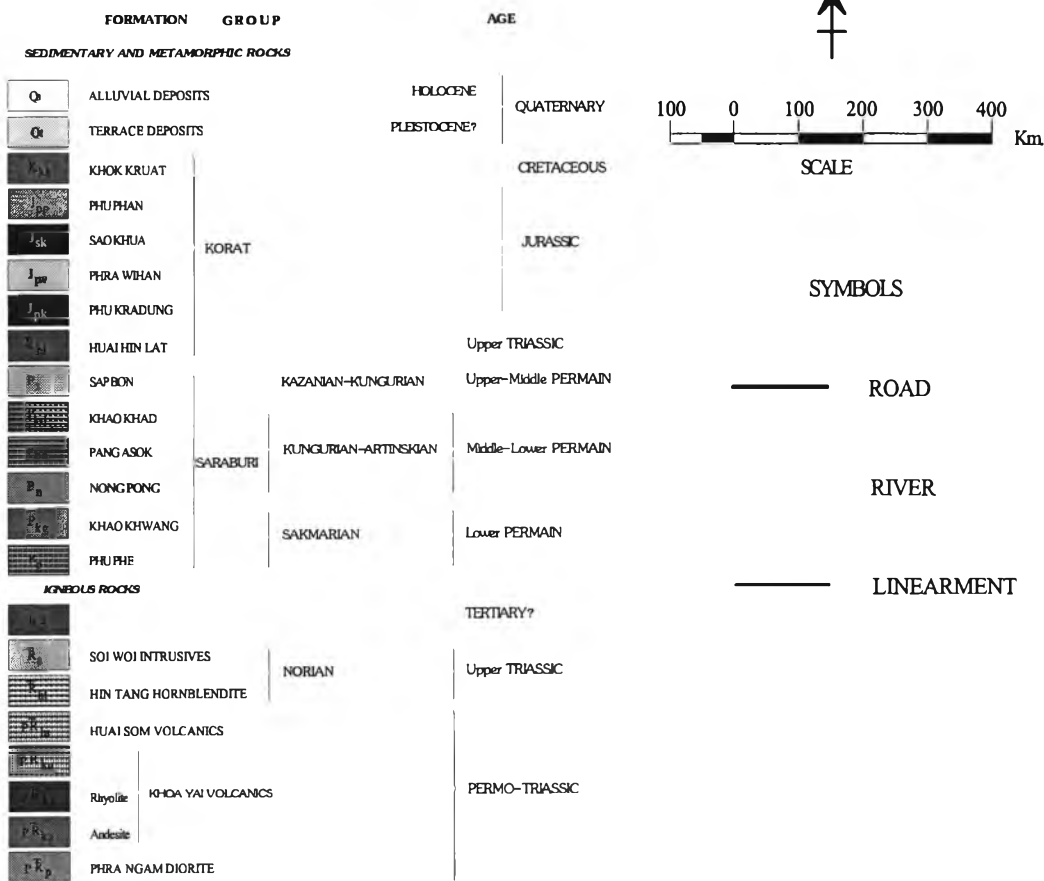 FORMATION GROUP AGE
SEDIMENTARY AND METAMORPHIC ROCKS
Qa ALLUVIAL DEPOSITS HOLOCENE
QUATERNARY
Qt TERRACE DEPOSITS PLEISTOCENE?
KHOK KRUAT CRETACEOUS
Jpp PHU PHAN
Jsk SAO KHUA KORAT JURASSIC
Jpw PHRA WIHAN
Jpk PHU KRADUNG
HUAI HIN LAT Upper TRIASSIC
SAP BON KAZANIAN-KUNGURIAN Upper-Middle PERMAIN
KHAO KHAD
PANG ASOK SARABURI KUNGURIAN-ARTINSKIAN Middle-Lower PERMAIN
Pn NONG PONG
KHAO KHWANG SAKMARIAN Lower PERMAIN
PHU PHE
IGNEOUS ROCKS
TERTIARY?
SOI WOI INTRUSIVES NORIAN Upper TRIASSIC
HIN TANG HORNBLENDITE
HUAI SOM VOLCANICS
Rhyolite KHOA YAI VOLCANICS PERMO-TRIASSIC
Andesite
PHRA NGAM DIORITE
100 0 100 200 300 400
Km.
SCALE
SYMBOLS
ROAD
RIVER
LINEARMENT